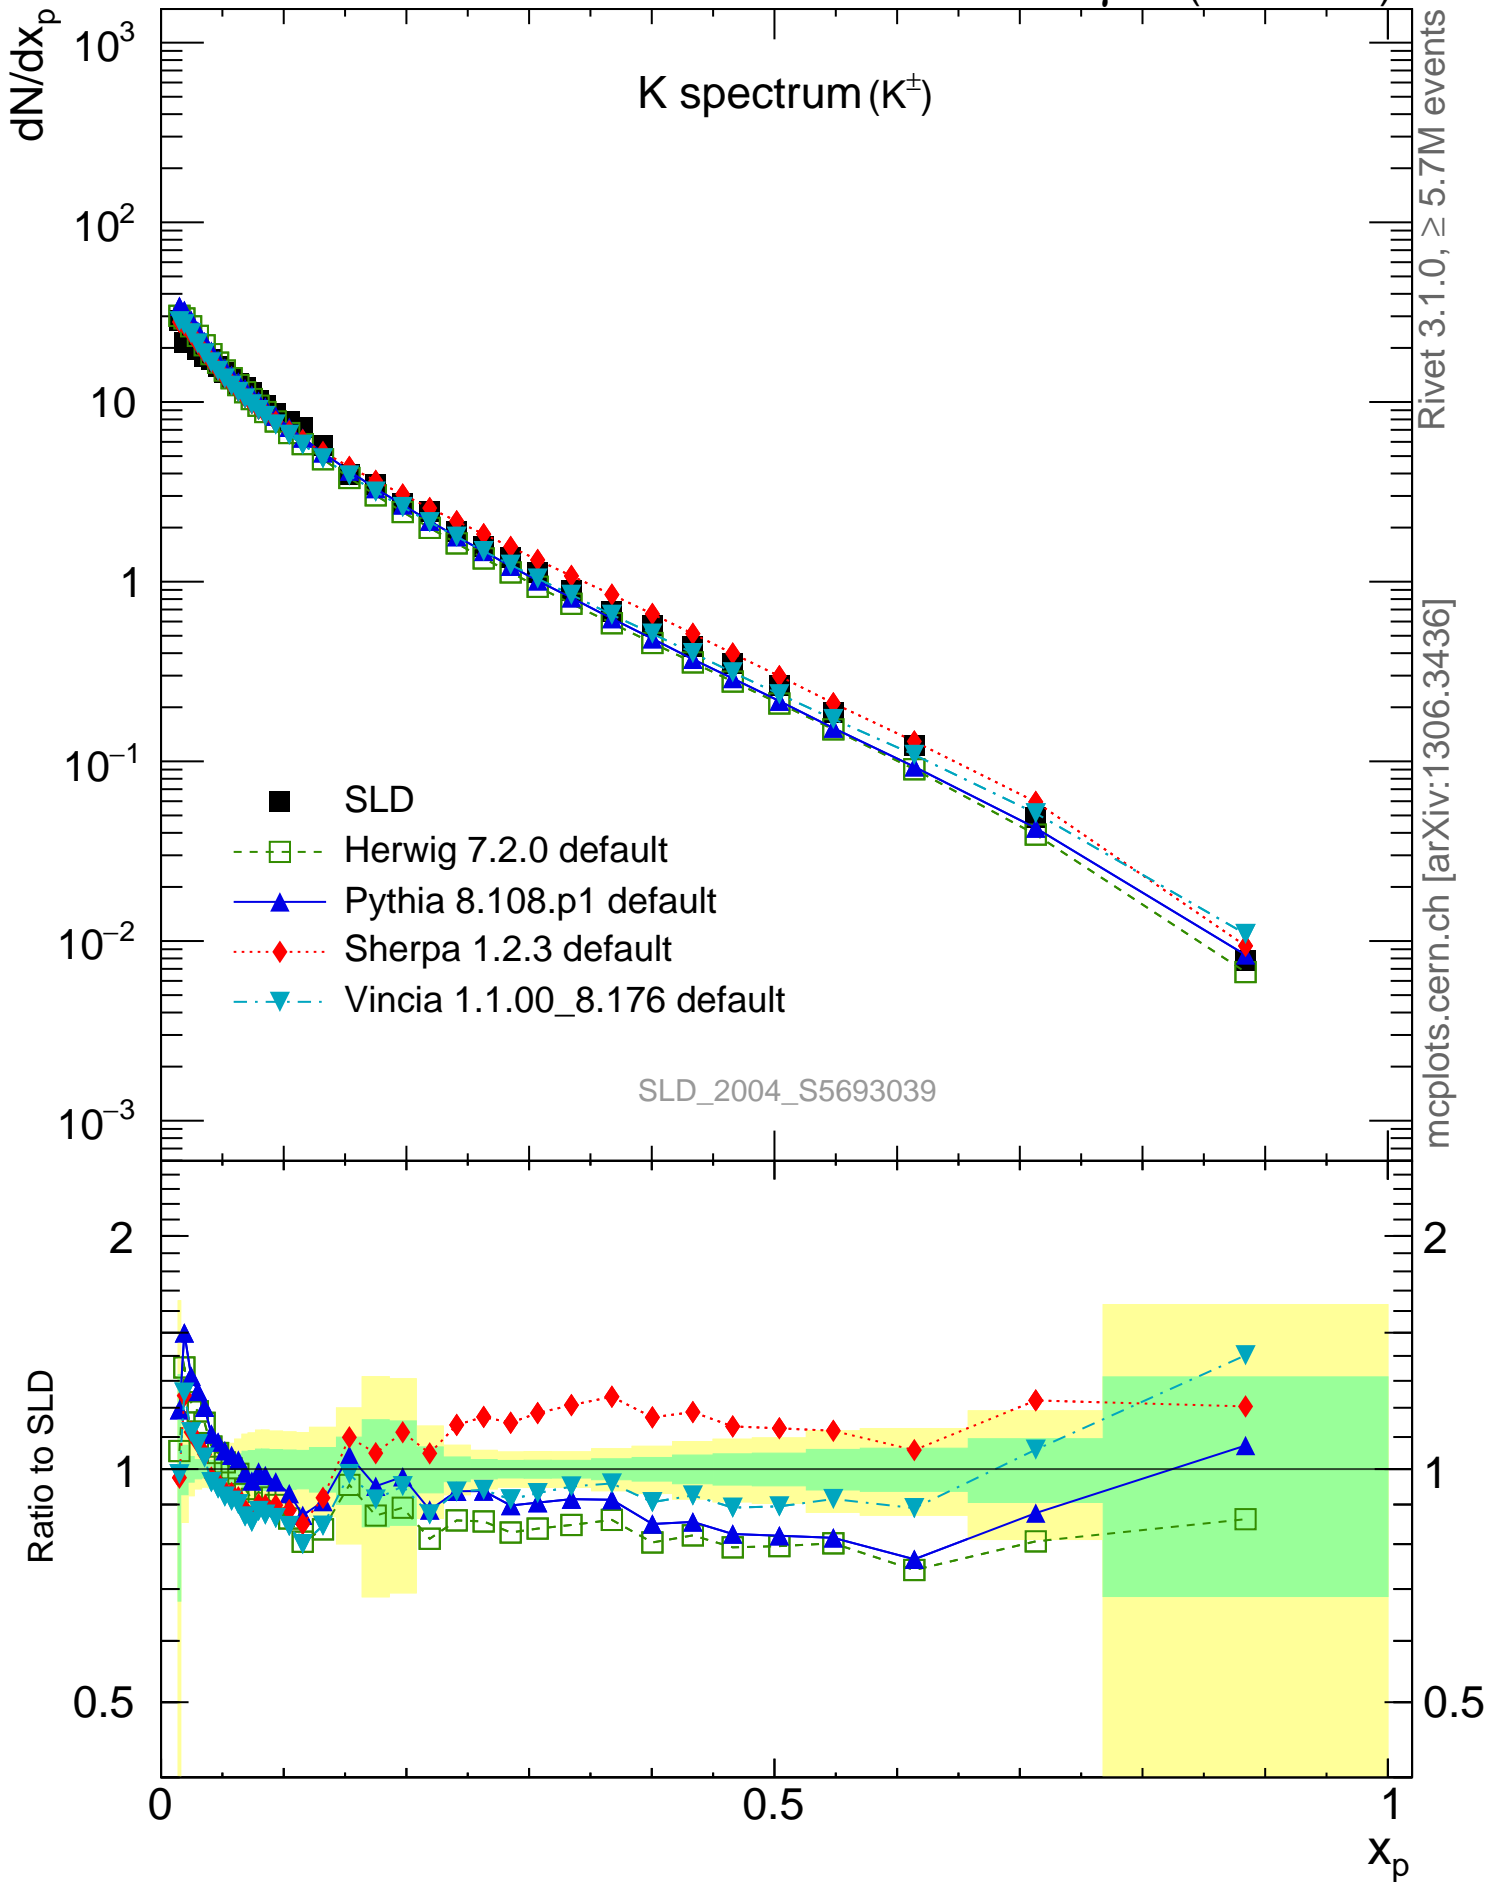 dN/dx_p
K spectrum (K^±)
10^3
10^2
10
1
10^−1
10^−2
10^−3
SLD
Herwig 7.2.0 default
Pythia 8.108.p1 default
Sherpa 1.2.3 default
Vincia 1.1.00_8.176 default
SLD_2004_S5693039
Rivet 3.1.0, ≥ 5.7M events
mcplots.cern.ch [arXiv:1306.3436]
Ratio to SLD
2
1
0.5
2
1
0.5
0
0.5
1
x_p